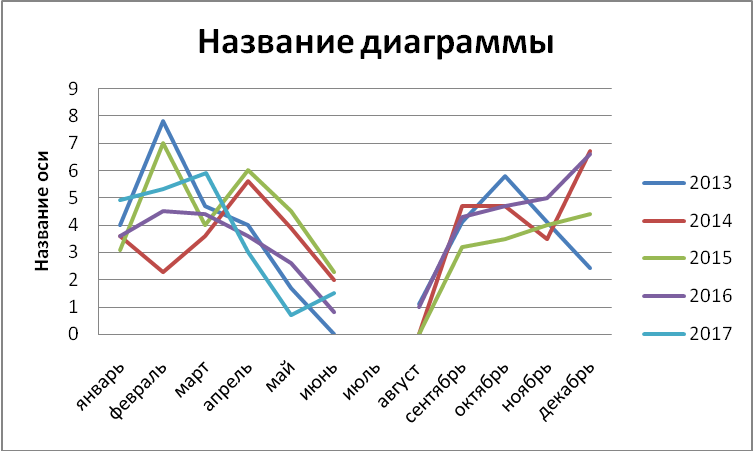 Название диаграммы
Название оси
9
8
7
6
5
4
3
2
1
0
январь
февраль
март
апрель
май
июнь
июль
август
сентябрь
октябрь
ноябрь
декабрь
2013
2014
2015
2016
2017